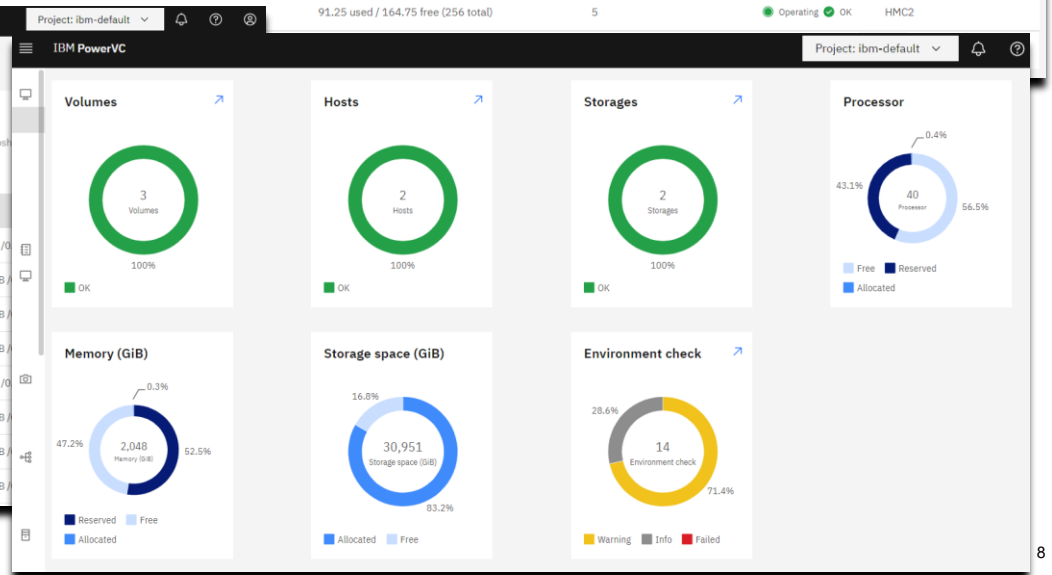 91.25 used / 164.75 free (256 total)
5
Operating
OK
HMC2
Project: ibm-default
IBM PowerVC
Project: ibm-default
Volumes
3
Volumes
100%
OK
Hosts
2
Hosts
100%
OK
Storages
2
Storages
100%
OK
Processor
0.4%
43.1%
40
Processor
56.5%
Free
Reserved
Allocated
Memory (GiB)
0.3%
47.2%
2,048
Memory (GiB)
52.5%
Reserved
Free
Allocated
Storage space (GiB)
16.8%
30,951
Storage space (GiB)
83.2%
Allocated
Free
Environment check
28.6%
14
Environment check
71.4%
Warning
Info
Failed
8